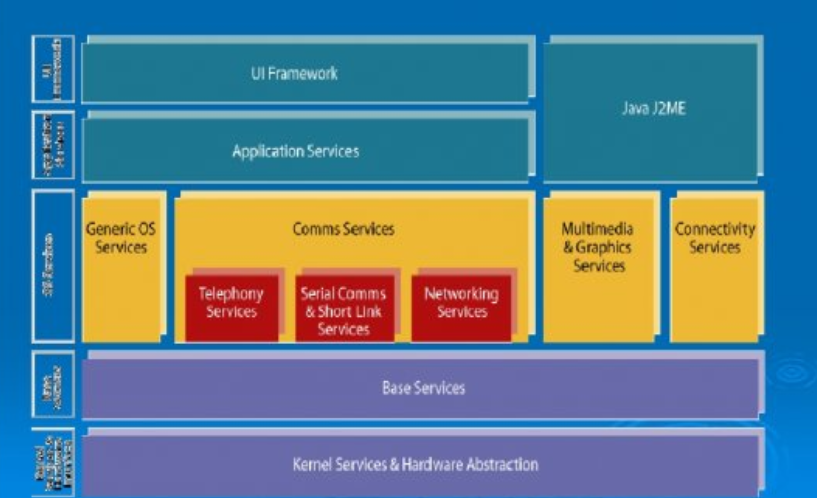 UI Framework
Java J2ME
Application Services
Generic OS
Services
Comms Services
Multimedia
& Graphics
Services
Connectivity
Services
Telephony
Services
Serial Comms
& Short Link
Services
Networking
Services
Base Services
Kernel Services & Hardware Abstraction